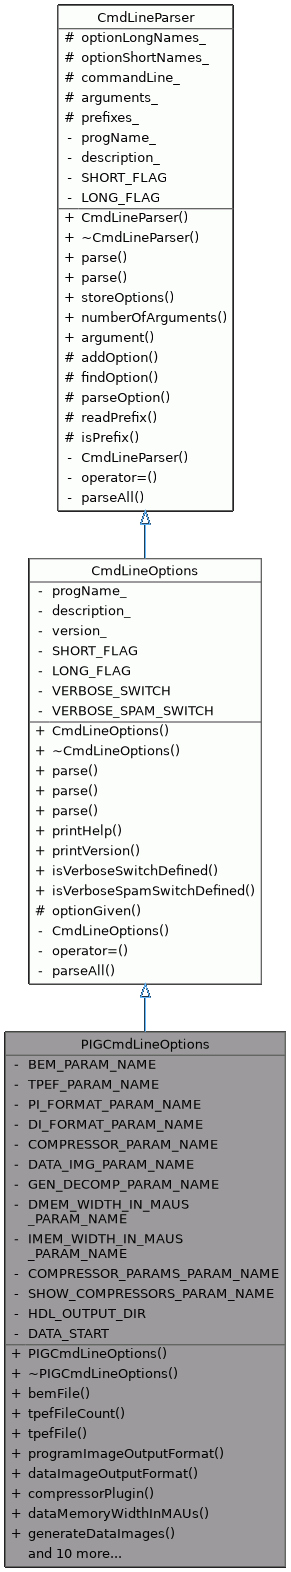 CmdLineParser
# optionLongNames_
# optionShortNames_
# commandLine_
# arguments_
# prefixes_
- progName_
- description_
- SHORT_FLAG
- LONG_FLAG
+ CmdLineParser()
+ ~CmdLineParser()
+ parse()
+ parse()
+ storeOptions()
+ numberOfArguments()
+ argument()
# addOption()
# findOption()
# parseOption()
# readPrefix()
# isPrefix()
- CmdLineParser()
- operator=()
- parseAll()
CmdLineOptions
- progName_
- description_
- version_
- SHORT_FLAG
- LONG_FLAG
- VERBOSE_SWITCH
- VERBOSE_SPAM_SWITCH
+ CmdLineOptions()
+ ~CmdLineOptions()
+ parse()
+ parse()
+ parse()
+ printHelp()
+ printVersion()
+ isVerboseSwitchDefined()
+ isVerboseSpamSwitchDefined()
# optionGiven()
- CmdLineOptions()
- operator=()
- parseAll()
PIGCmdLineOptions
- BEM_PARAM_NAME
- TPEF_PARAM_NAME
- PI_FORMAT_PARAM_NAME
- DI_FORMAT_PARAM_NAME
- COMPRESSOR_PARAM_NAME
- DATA_IMG_PARAM_NAME
- GEN_DECOMP_PARAM_NAME
- DMEM_WIDTH_IN_MAUS
_PARAM_NAME
- IMEM_WIDTH_IN_MAUS
_PARAM_NAME
- COMPRESSOR_PARAMS_PARAM_NAME
- SHOW_COMPRESSORS_PARAM_NAME
- HDL_OUTPUT_DIR
- DATA_START
+ PIGCmdLineOptions()
+ ~PIGCmdLineOptions()
+ bemFile()
+ tpefFileCount()
+ tpefFile()
+ programImageOutputFormat()
+ dataImageOutputFormat()
+ compressorPlugin()
+ dataMemoryWidthInMAUs()
+ generateDataImages()
and 10 more...